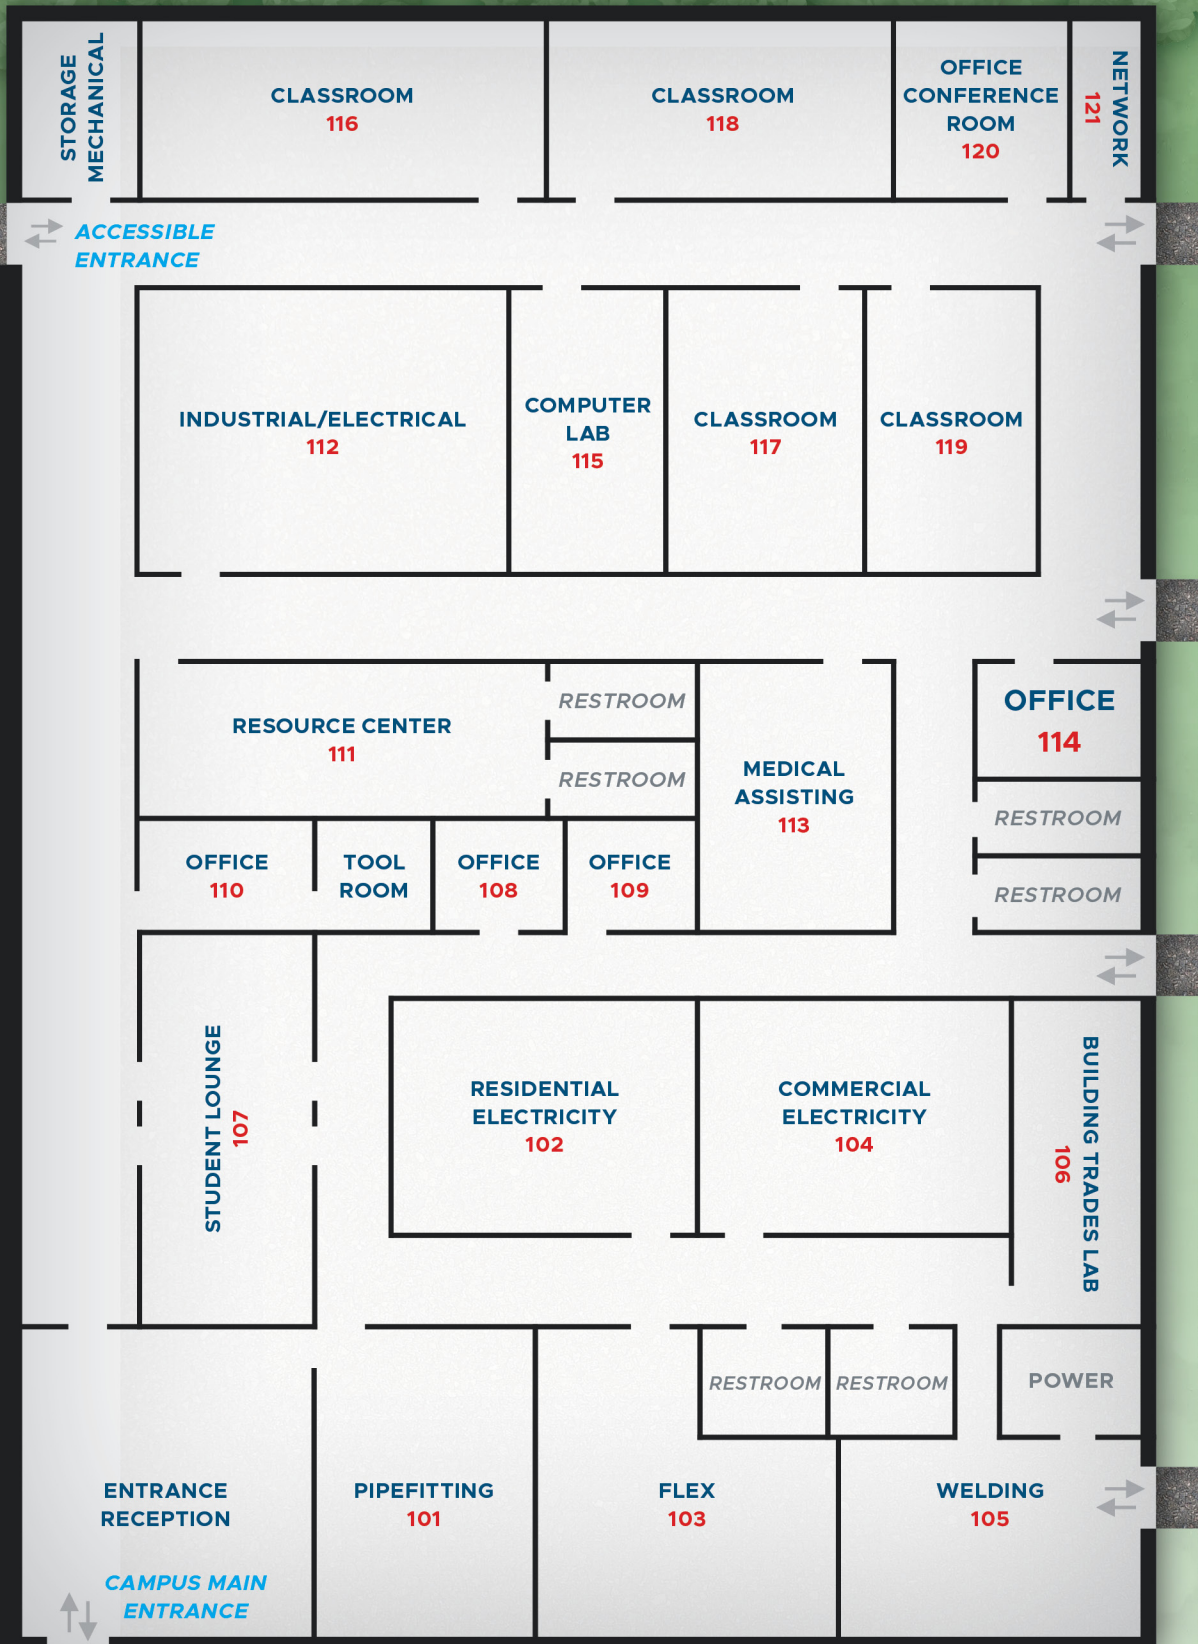 STORAGE
MECHANICAL
CLASSROOM
116
CLASSROOM
118
OFFICE
CONFERENCE
ROOM
120
NETWORK
121
ACCESSIBLE
ENTRANCE
INDUSTRIAL/ELECTRICAL
112
COMPUTER
LAB
115
CLASSROOM
117
CLASSROOM
119
RESOURCE CENTER
111
RESTROOM
RESTROOM
MEDICAL
ASSISTING
113
OFFICE
114
RESTROOM
RESTROOM
OFFICE
110
TOOL
ROOM
OFFICE
108
OFFICE
109
STUDENT LOUNGE
107
RESIDENTIAL
ELECTRICITY
102
COMMERCIAL
ELECTRICITY
104
BUILDING TRADES LAB
106
RESTROOM
RESTROOM
POWER
ENTRANCE
RECEPTION
PIPEFITTING
101
FLEX
103
WELDING
105
CAMPUS MAIN
ENTRANCE